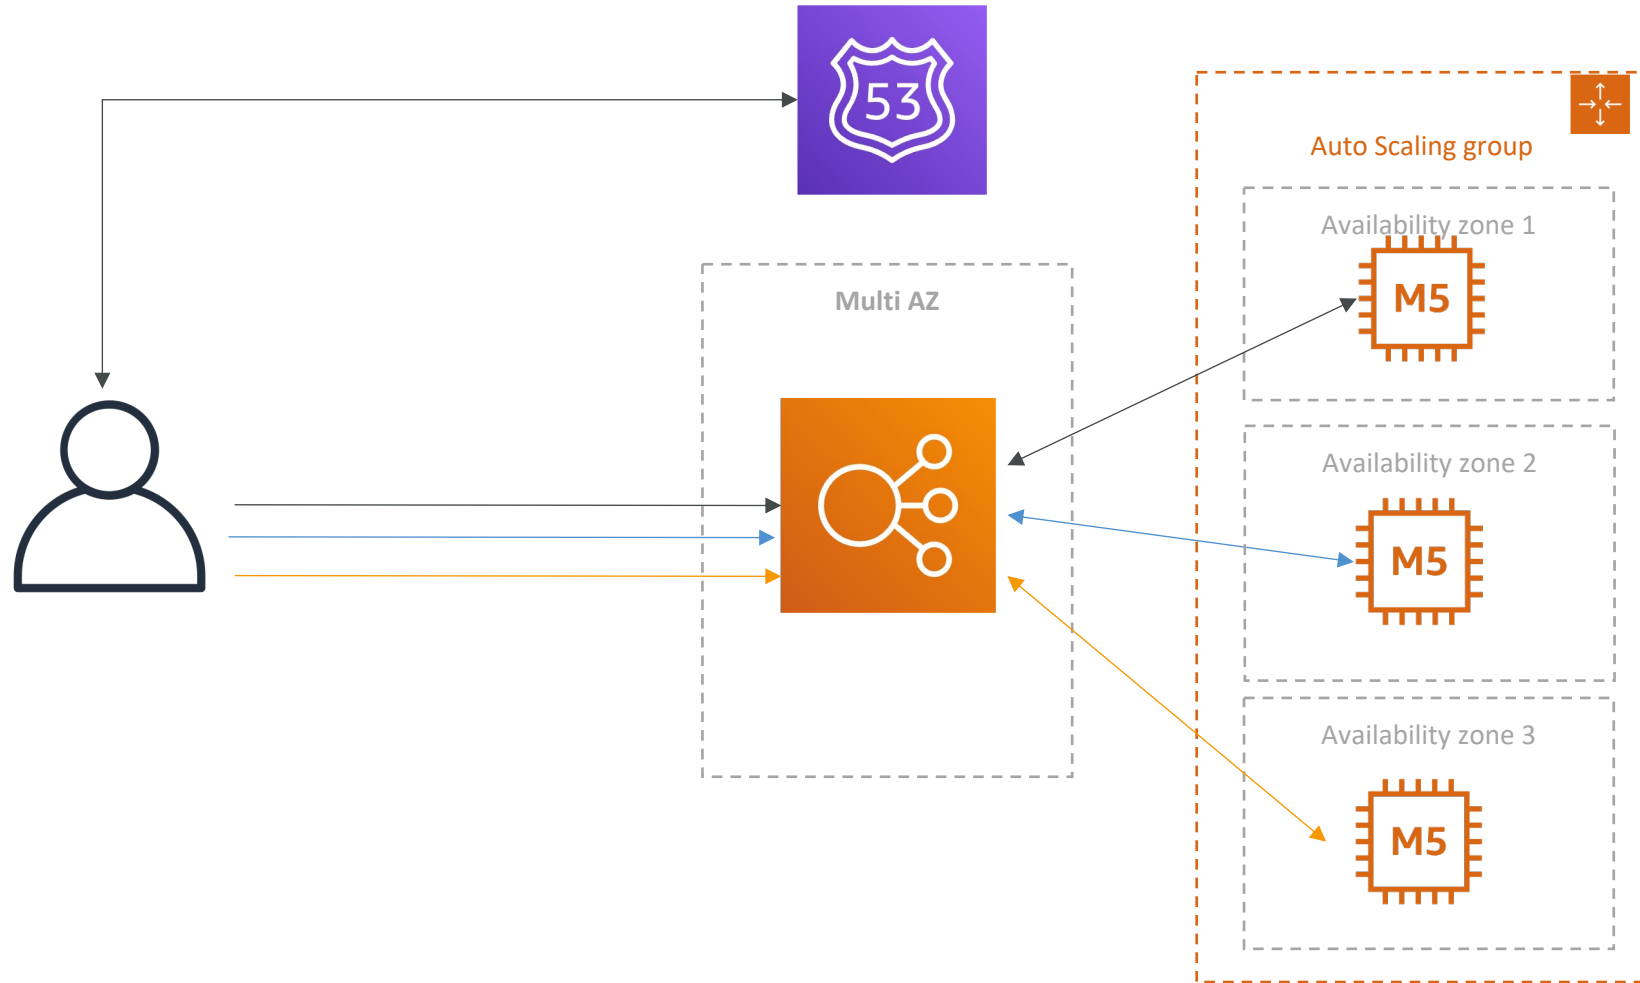 53
Auto Scaling group
Availability zone 1
M5
Multi AZ
Availability zone 2
M5
Availability zone 3
M5